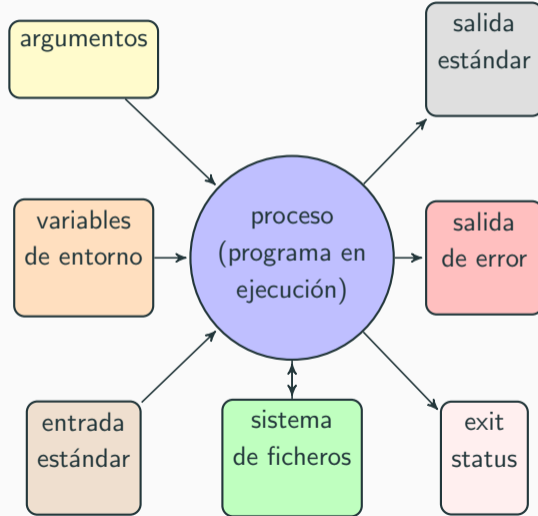 argumentos
salida
estándar
variables
de entorno
proceso
(programa en
ejecución)
salida
de error
entrada
estándar
sistema
de ficheros
exit
status